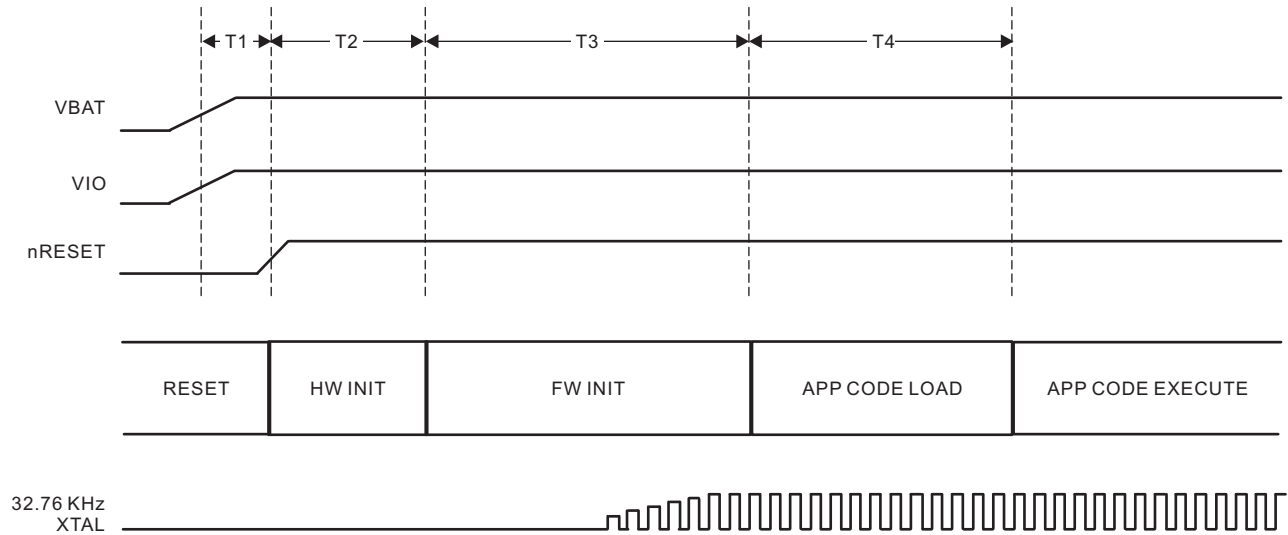 T1
T2
T3
T4
VBAT
VIO
nRESET
RESET
HW INIT
FW INIT
APP CODE LOAD
APP CODE EXECUTE
32.76 KHz
XTAL